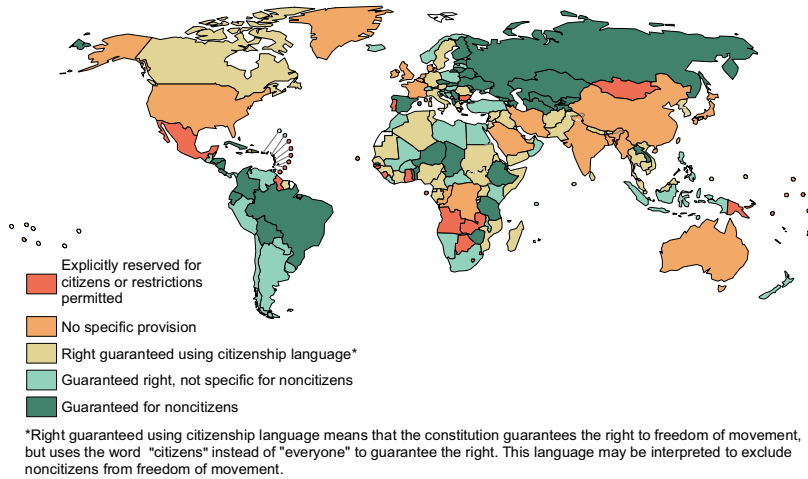 Explicitly reserved for
citizens or restrictions
permitted
No specific provision
Right guaranteed using citizenship language*
Guaranteed right, not specific for noncitizens
Guaranteed for noncitizens
*Right guaranteed using citizenship language means that the constitution guarantees the right to freedom of movement,
but uses the word "citizens" instead of "everyone" to guarantee the right. This language may be interpreted to exclude
noncitizens from freedom of movement.